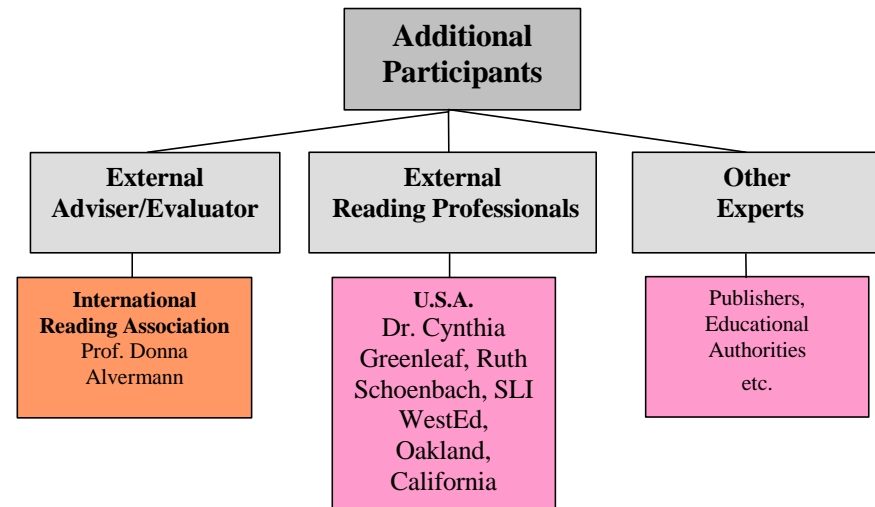 Additional
Participants
External
Adviser/Evaluator
External
Reading Professionals
Other
Experts
International
Reading Association
Prof. Donna
Alvermann
U.S.A.
Dr. Cynthia
Greenleaf, Ruth
Schoenbach, SLI
WestEd,
Oakland,
California
Publishers,
Educational
Authorities
etc.